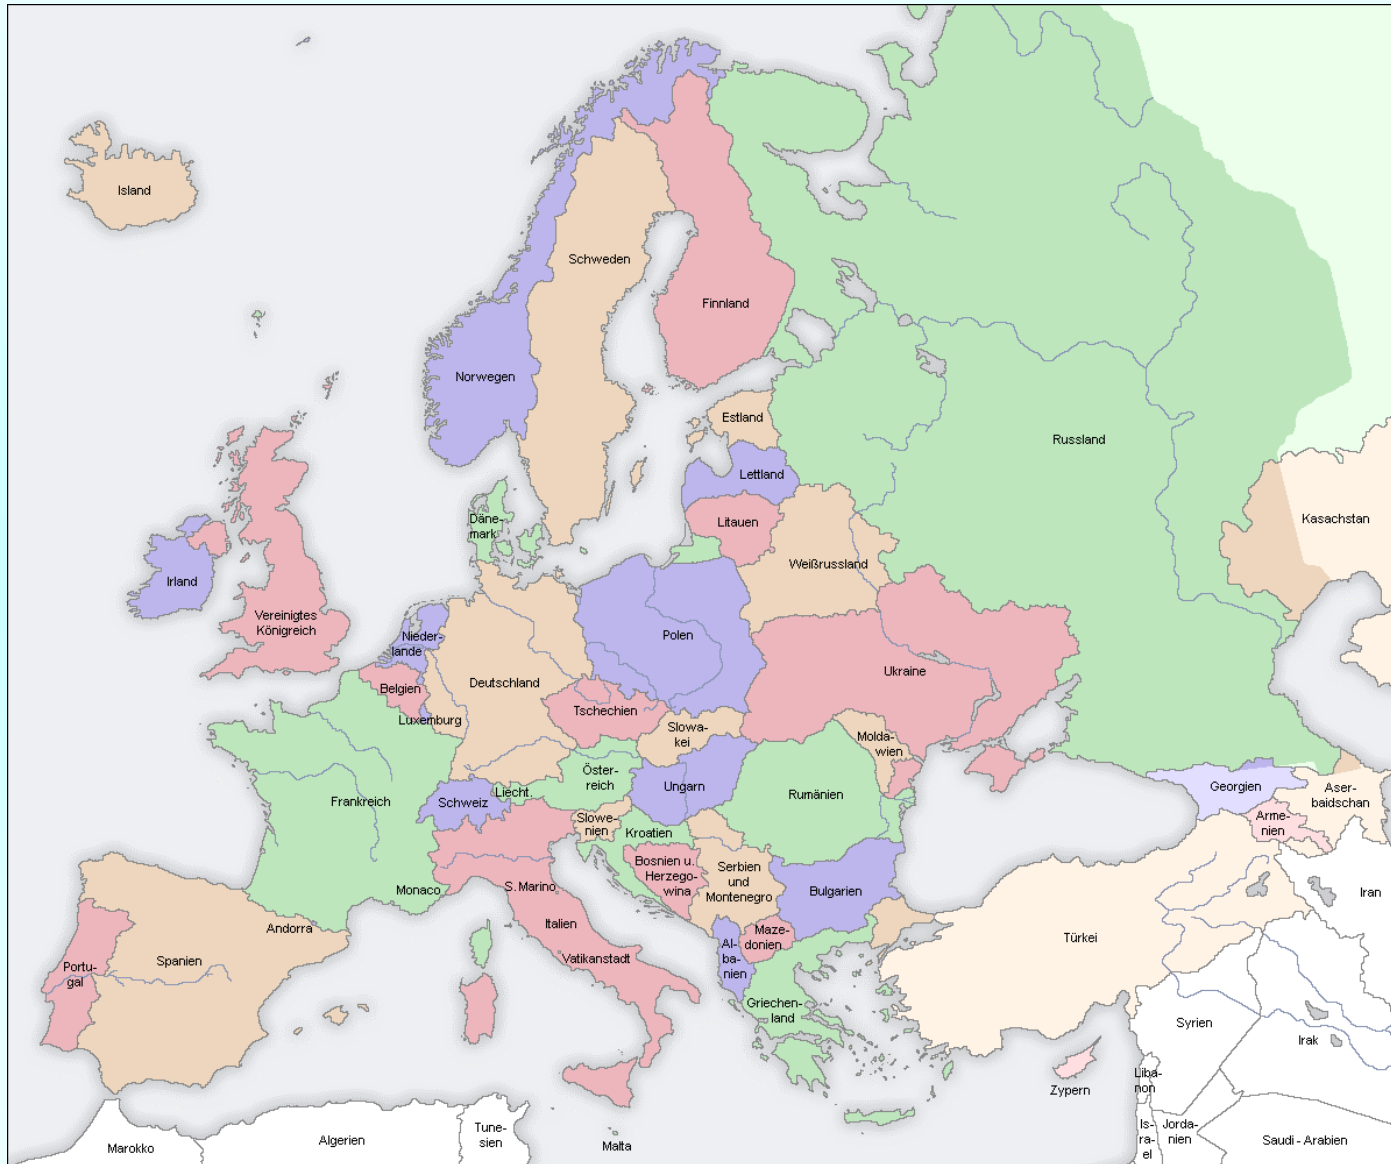 Island
Schweden
Finnland
Norwegen
Estland
Russland
Lettland
Kasachstan
Litauen
Däne-
mark
Weißrussland
Irland
Vereinigtes
Königreich
Nieder-
lande
Polen
Ukraine
Belgien
Deutschland
Tschechien
Luxemburg
Slowa-
kei
Molda-
wien
Öster-
reich
Liecht.
Ungarn
Rumänien
Georgien
Aser-
baidschan
Frankreich
Schweiz
Slowe-
nien
Kroatien
Arme-
nien
Bosnien u.
Herzego-
wina
Serbien
und
Montenegro
Monaco
S. Marino
Bulgarien
Iran
Andorra
Italien
Maze-
donien
Türkei
Spanien
Portu-
gal
Vatikanstadt
Al-
ba-
nien
Griechen-
land
Syrien
Irak
Zypern
Liba-
non
Marokko
Algerien
Tune-
sien
Malta
Is-
ra-
el
Jorda-
nien
Saudi - Arabien